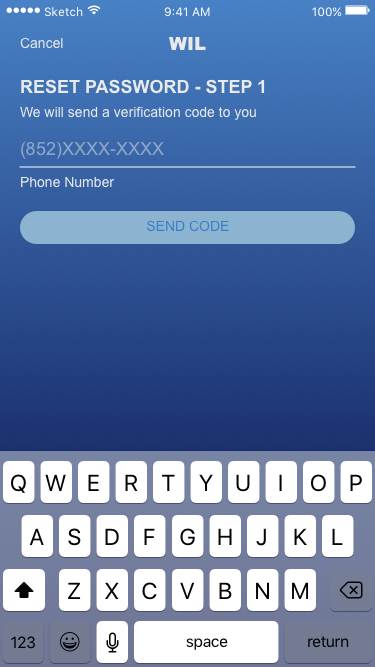 Sketch 9:41 AM 100%
Cancel WIL
RESET PASSWORD - STEP 1
We will send a verification code to you
(852)XXXX-XXXX
Phone Number
SEND CODE
Q W E R T Y U I O P
A S D F G H J K L
Z X C V B N M
123 space return